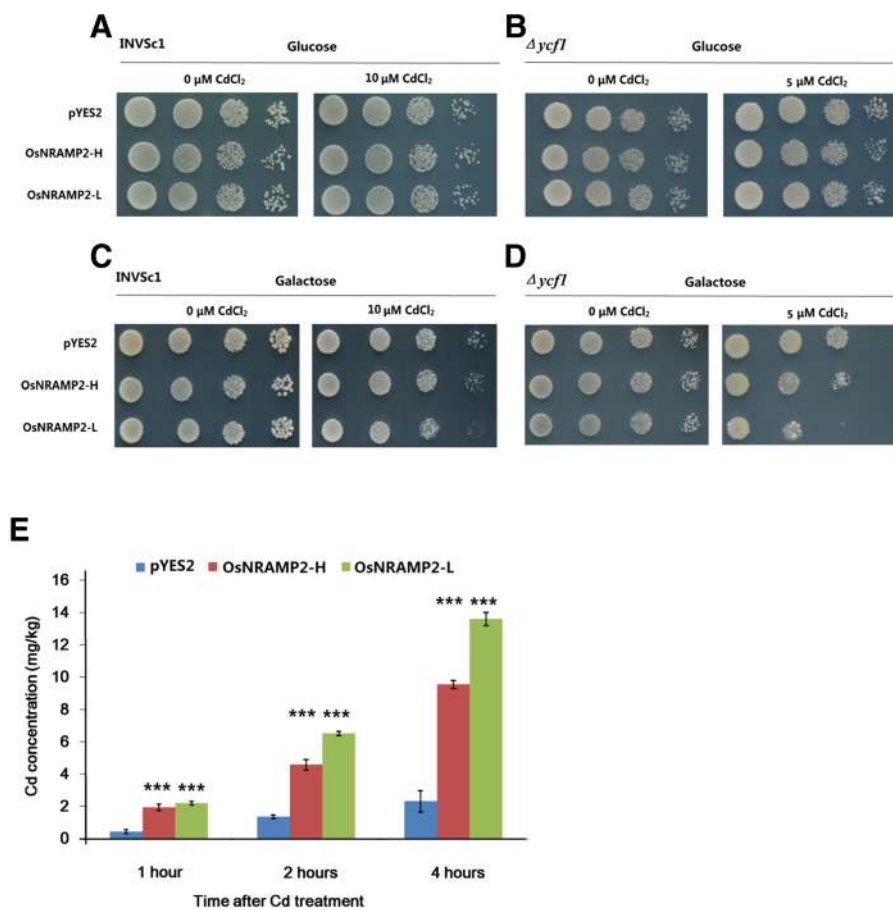 A
INVSc1
Glucose
0 μM CdCl₂
10 μM CdCl₂
pYES2
OsNRAMP2-H
OsNRAMP2-L
B
Δycf1
Glucose
0 μM CdCl₂
5 μM CdCl₂
C
INVSc1
Galactose
0 μM CdCl₂
10 μM CdCl₂
pYES2
OsNRAMP2-H
OsNRAMP2-L
D
Δycf1
Galactose
0 μM CdCl₂
5 μM CdCl₂
E
pYES2 OsNRAMP2-H OsNRAMP2-L
Cd concentration (mg/kg)
16
14
12
10
8
6
4
2
0
*** ***
*** ***
*** ***
1 hour 2 hours 4 hours
Time after Cd treatment